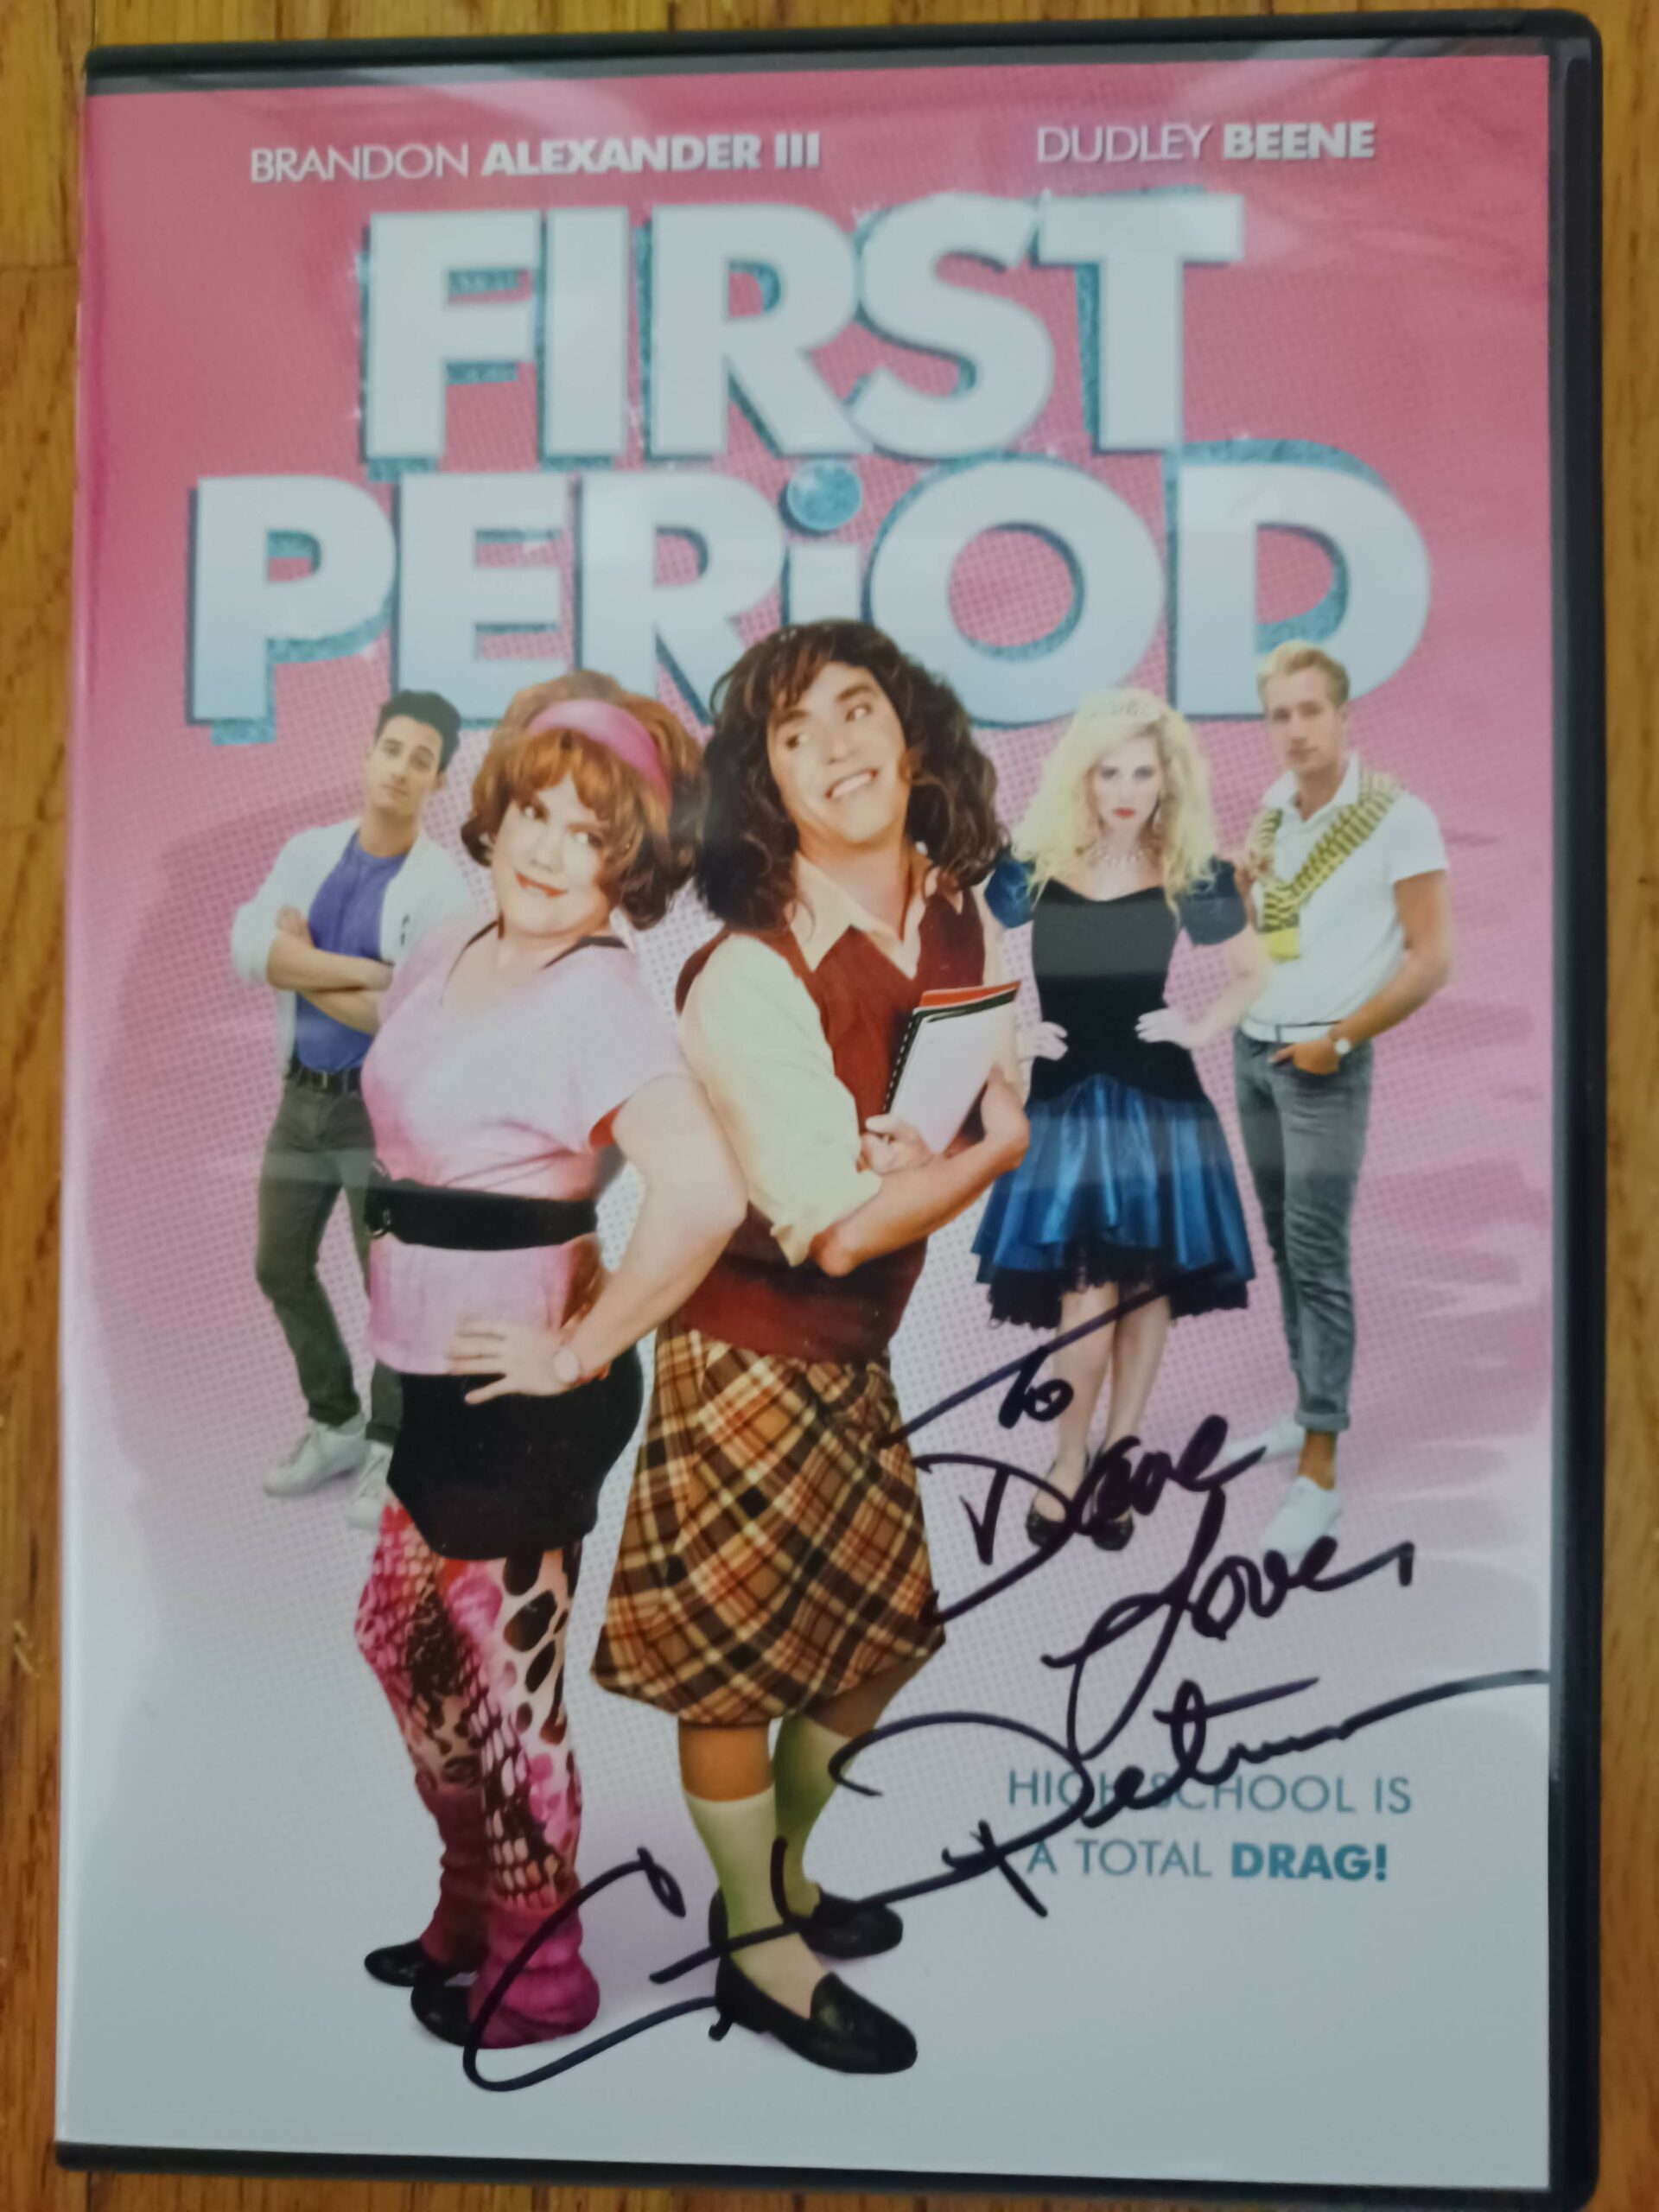 BRANDON ALEXANDER III DUDLEY BEENE
FIRST
PERiOD
To
Dave
Love,
HIGH SCHOOL IS
A TOTAL DRAG!